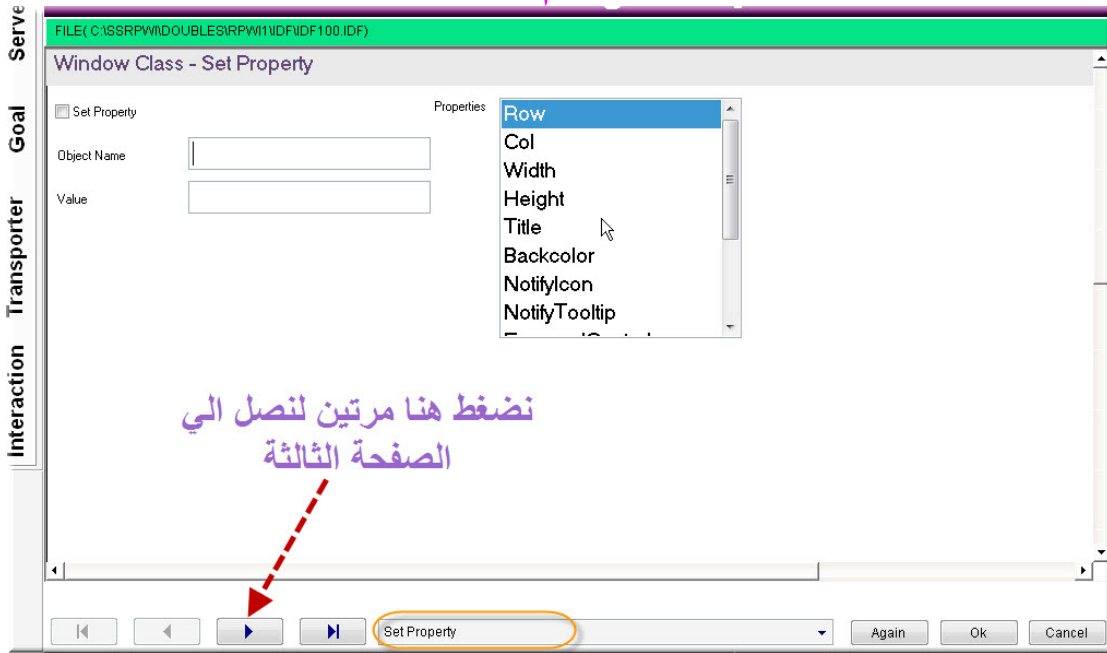 FILE( C:\SSRPWI\DOUBLES\RPWI1\IDF\IDF100.IDF)
Window Class - Set Property
Set Property
Object Name
Value
Properties
Row
Col
Width
Height
Title
Backcolor
NotifyIcon
NotifyTooltip
نضغط هنا مرتين لنصل الي
الصفحة الثالثة
Set Property
Again
Ok
Cancel
Serve
Goal
Transporter
Interaction